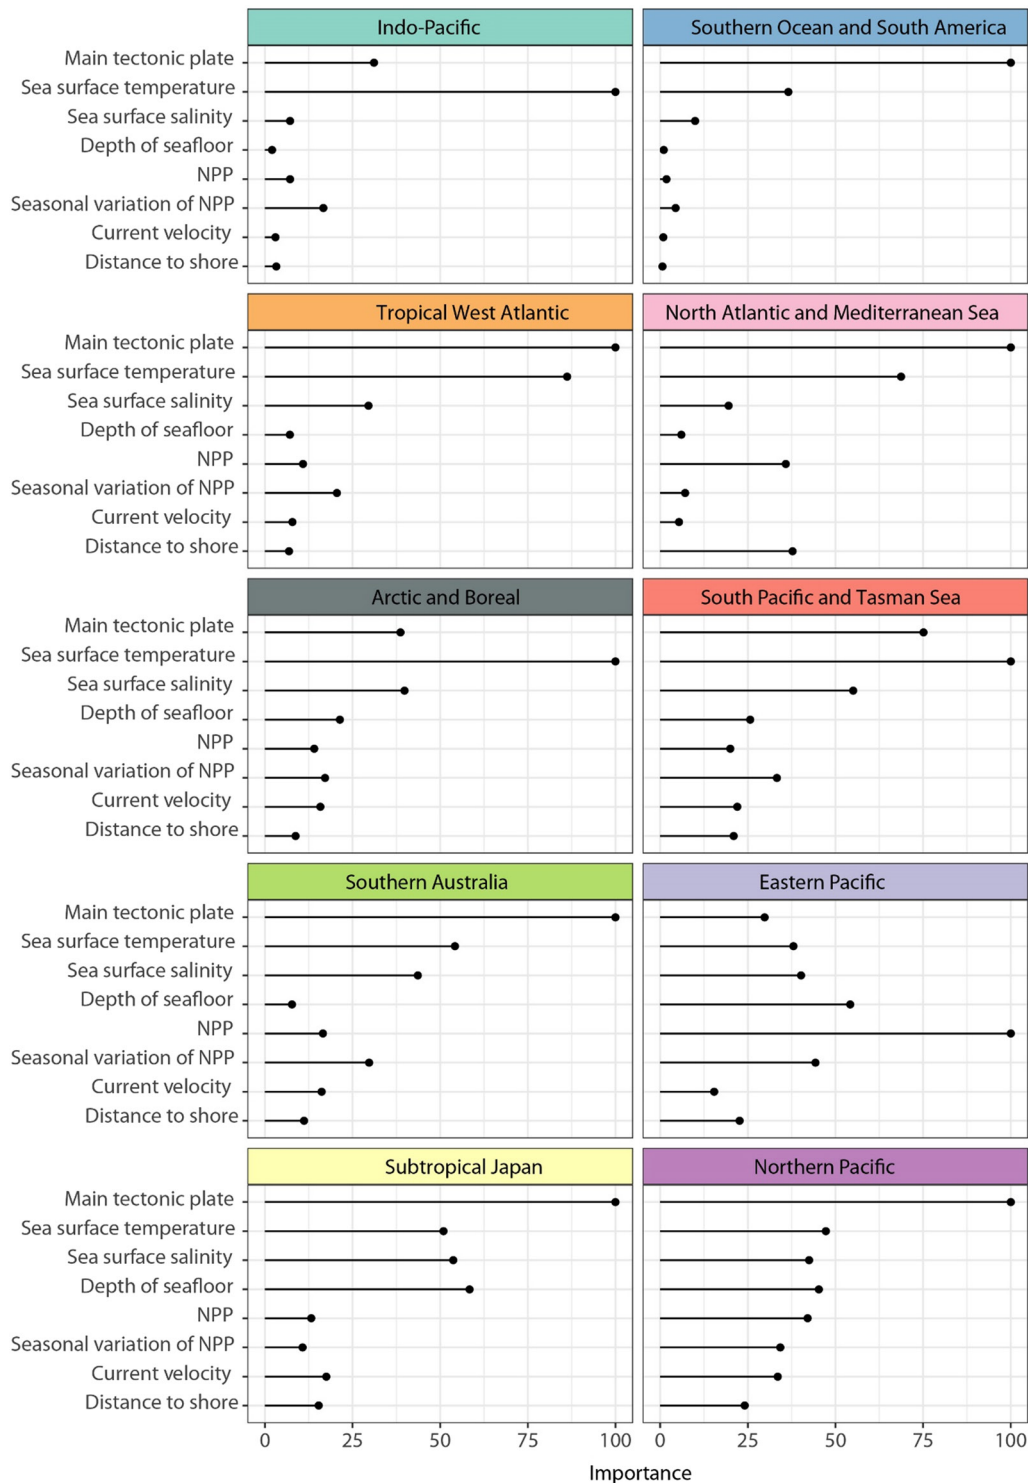 Indo-Pacific
Southern Ocean and South America
Main tectonic plate
Sea surface temperature
Sea surface salinity
Depth of seafloor
NPP
Seasonal variation of NPP
Current velocity
Distance to shore
Tropical West Atlantic
North Atlantic and Mediterranean Sea
Main tectonic plate
Sea surface temperature
Sea surface salinity
Depth of seafloor
NPP
Seasonal variation of NPP
Current velocity
Distance to shore
Arctic and Boreal
South Pacific and Tasman Sea
Main tectonic plate
Sea surface temperature
Sea surface salinity
Depth of seafloor
NPP
Seasonal variation of NPP
Current velocity
Distance to shore
Southern Australia
Eastern Pacific
Main tectonic plate
Sea surface temperature
Sea surface salinity
Depth of seafloor
NPP
Seasonal variation of NPP
Current velocity
Distance to shore
Subtropical Japan
Northern Pacific
Main tectonic plate
Sea surface temperature
Sea surface salinity
Depth of seafloor
NPP
Seasonal variation of NPP
Current velocity
Distance to shore
0 25 50 75 100 0 25 50 75 100
Importance